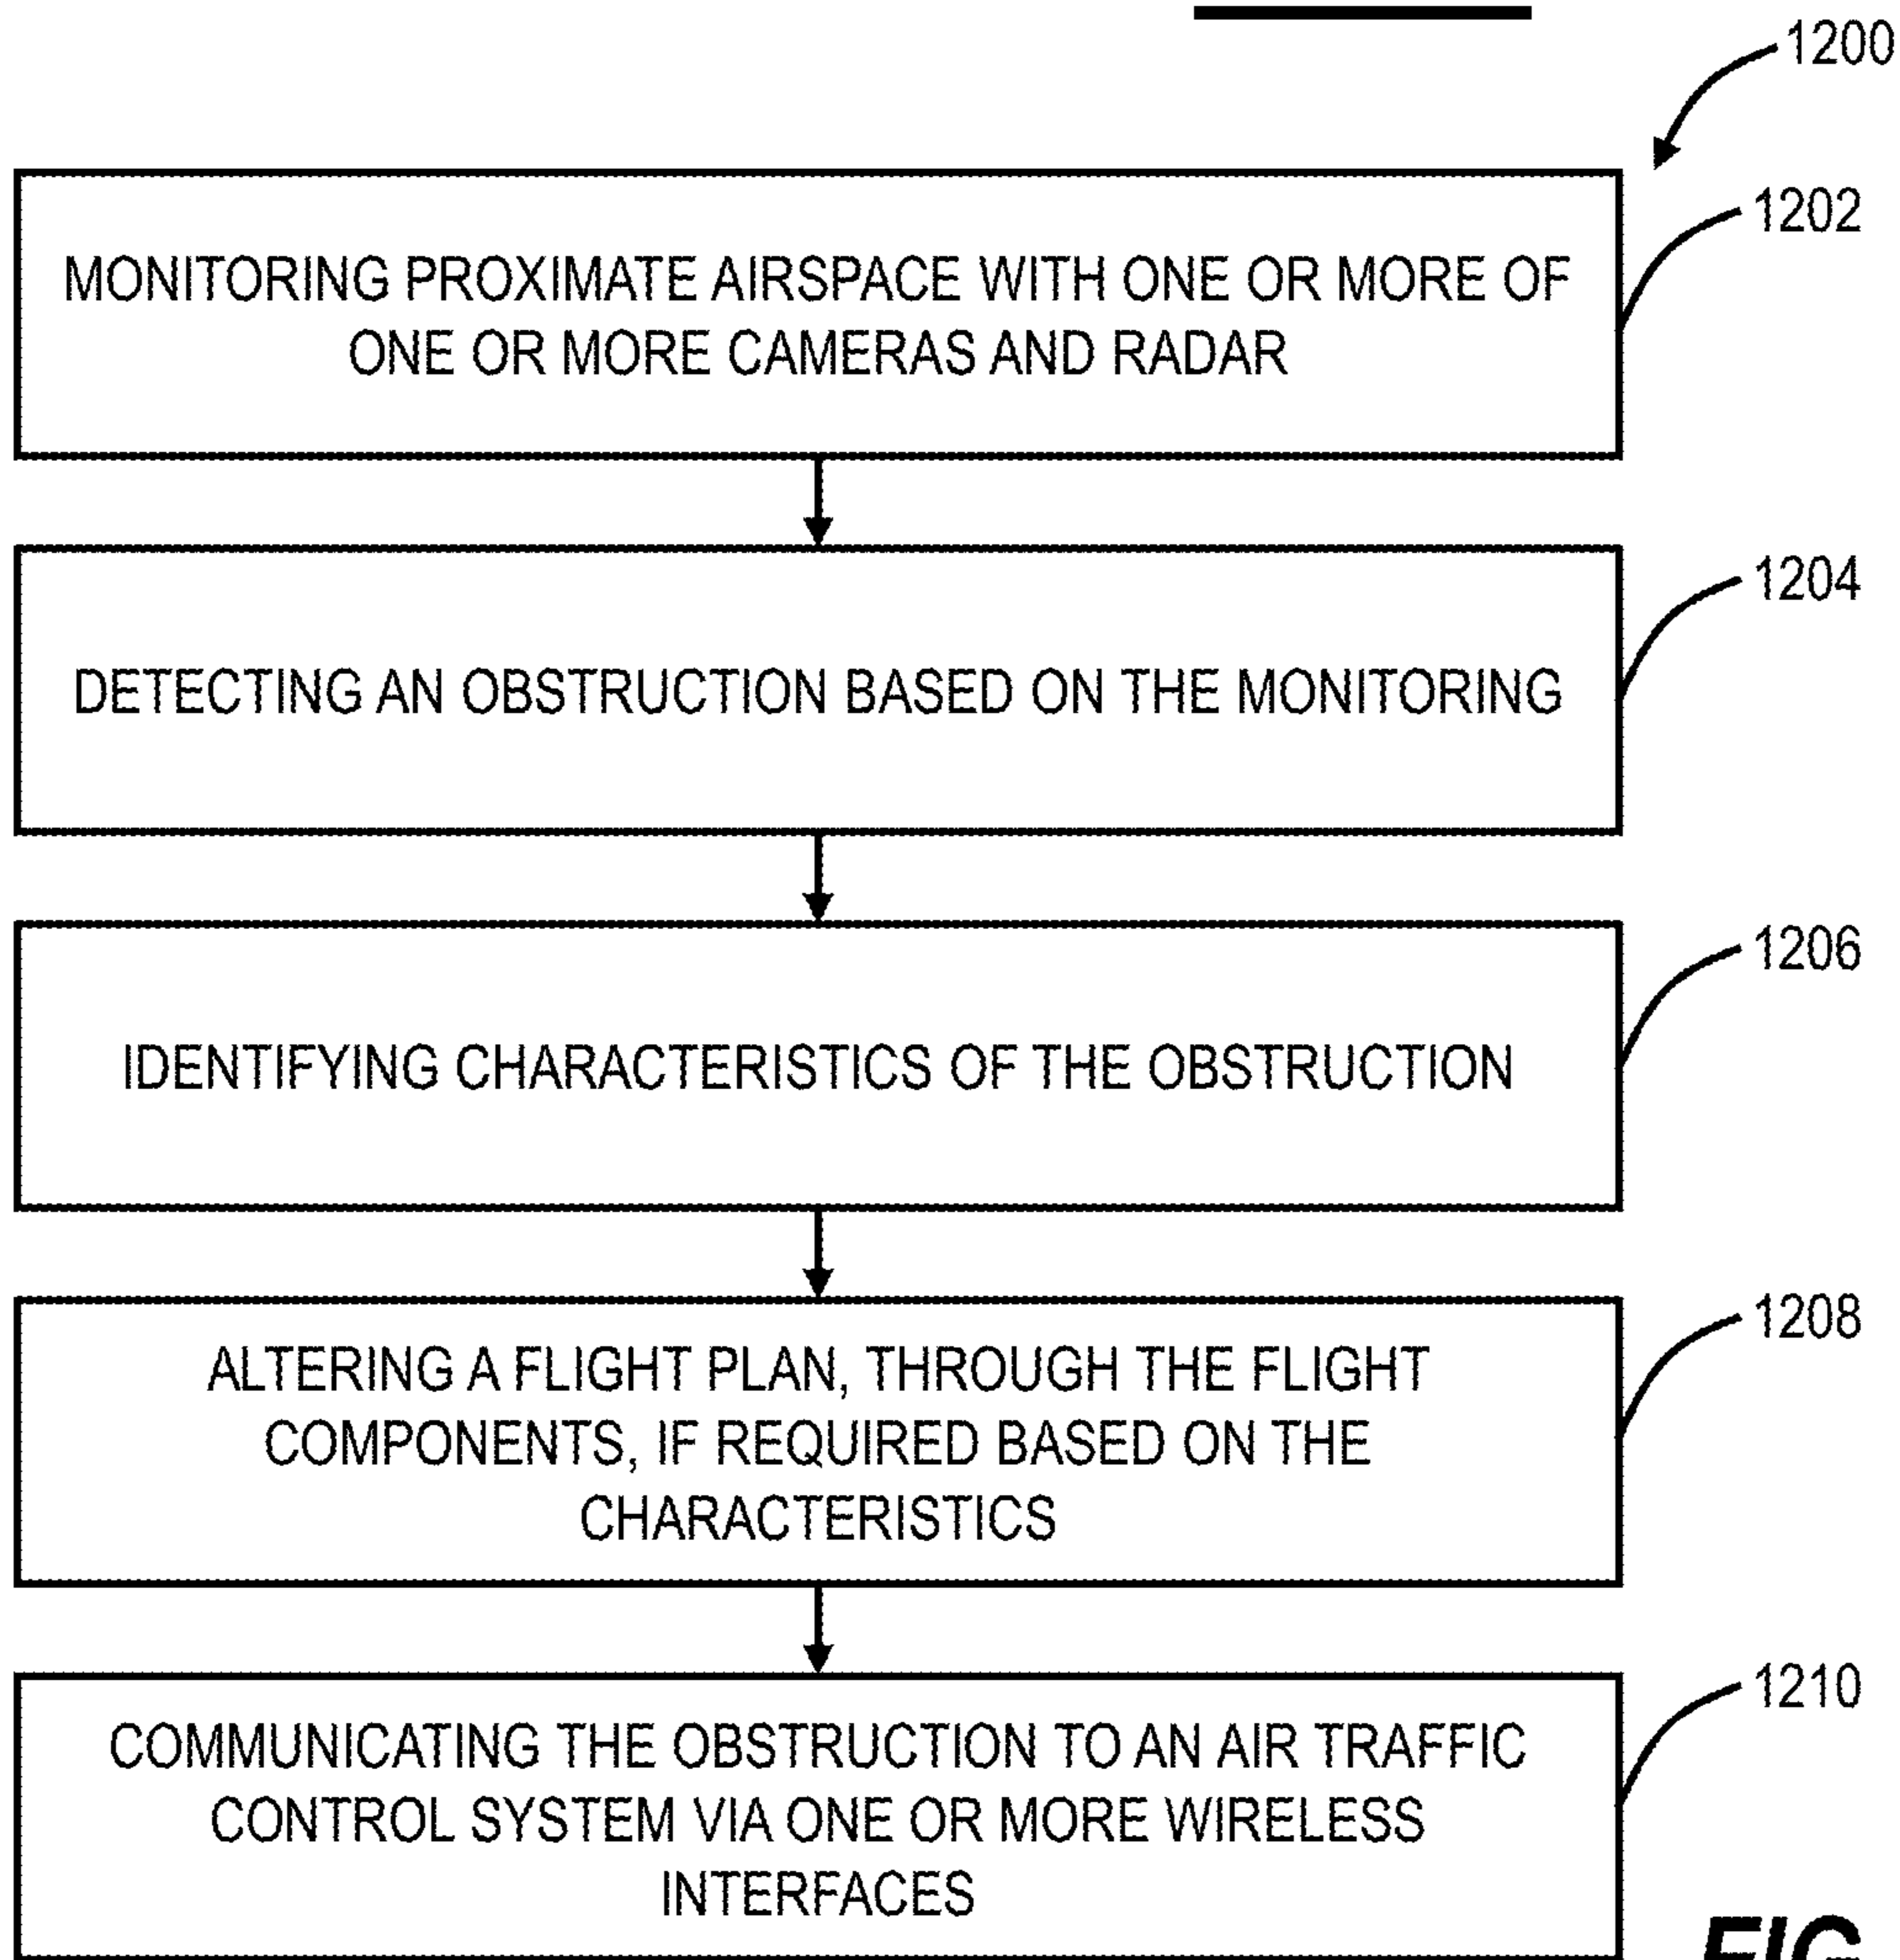 1200
1202
MONITORING PROXIMATE AIRSPACE WITH ONE OR MORE OF
ONE OR MORE CAMERAS AND RADAR
1204
DETECTING AN OBSTRUCTION BASED ON THE MONITORING
1206
IDENTIFYING CHARACTERISTICS OF THE OBSTRUCTION
1208
ALTERING A FLIGHT PLAN, THROUGH THE FLIGHT
COMPONENTS, IF REQUIRED BASED ON THE
CHARACTERISTICS
1210
COMMUNICATING THE OBSTRUCTION TO AN AIR TRAFFIC
CONTROL SYSTEM VIA ONE OR MORE WIRELESS
INTERFACES
FIG